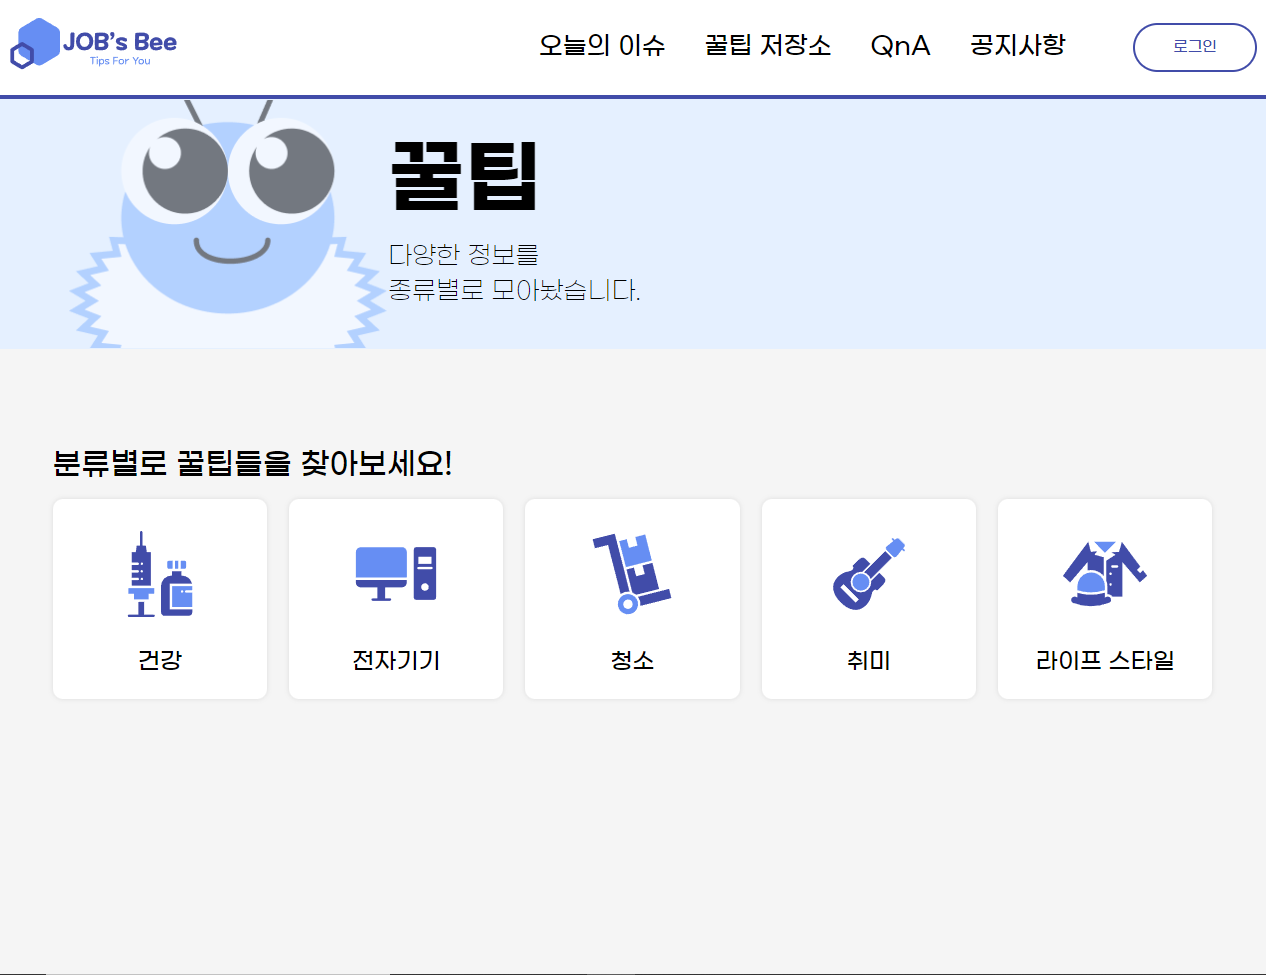 JOB's Bee
Tips For You
오늘의 이슈
꿀팁 저장소
QnA
공지사항
로그인
꿀팁
다양한 정보를
종류별로 모아놨습니다.
분류별로 꿀팁들을 찾아보세요!
건강
전자기기
청소
취미
라이프 스타일